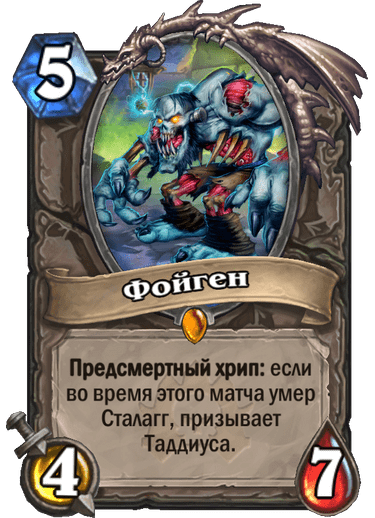 5
Фойген
Предсмертный хрип: если
во время этого матча умер
Сталагг, призывает
Таддиуса.
4
7